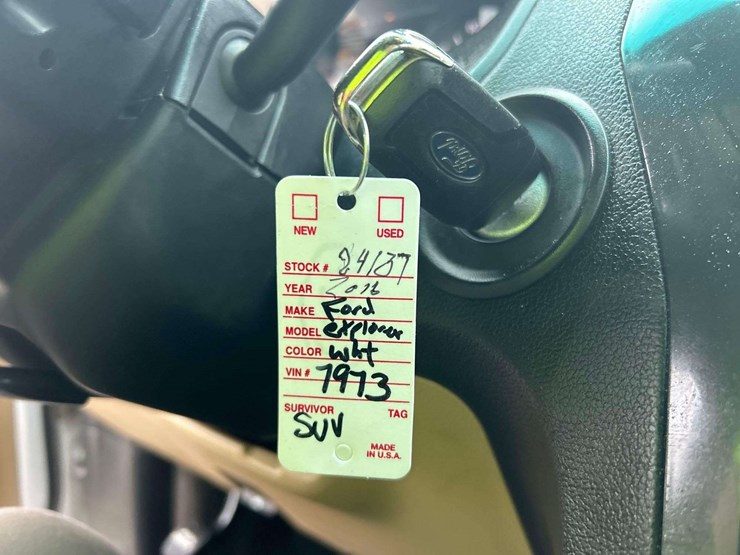 Ford
NEW USED
STOCK # 84137
YEAR 2016
MAKE Ford
MODEL explorer
COLOR wht
VIN # 7973
SURVIVOR TAG
SUV
MADE
IN U.S.A.